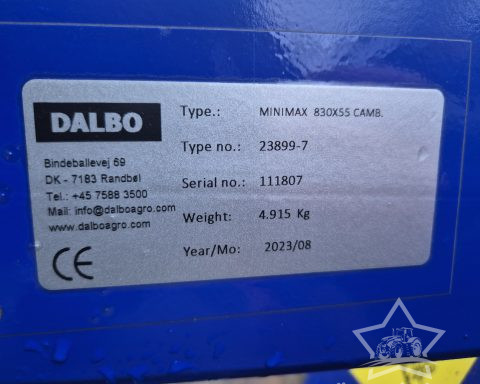 DALBO
Bindeballevej 69
DK - 7183 Randbøl
Tel.: +45 7588 3500
Mail: info@dalboagro.com
www.dalboagro.com
CE
Type.: MINIMAX 830X55 CAMB.
Type no.: 23899-7
Serial no.: 111807
Weight: 4.915 Kg
Year/Mo: 2023/08